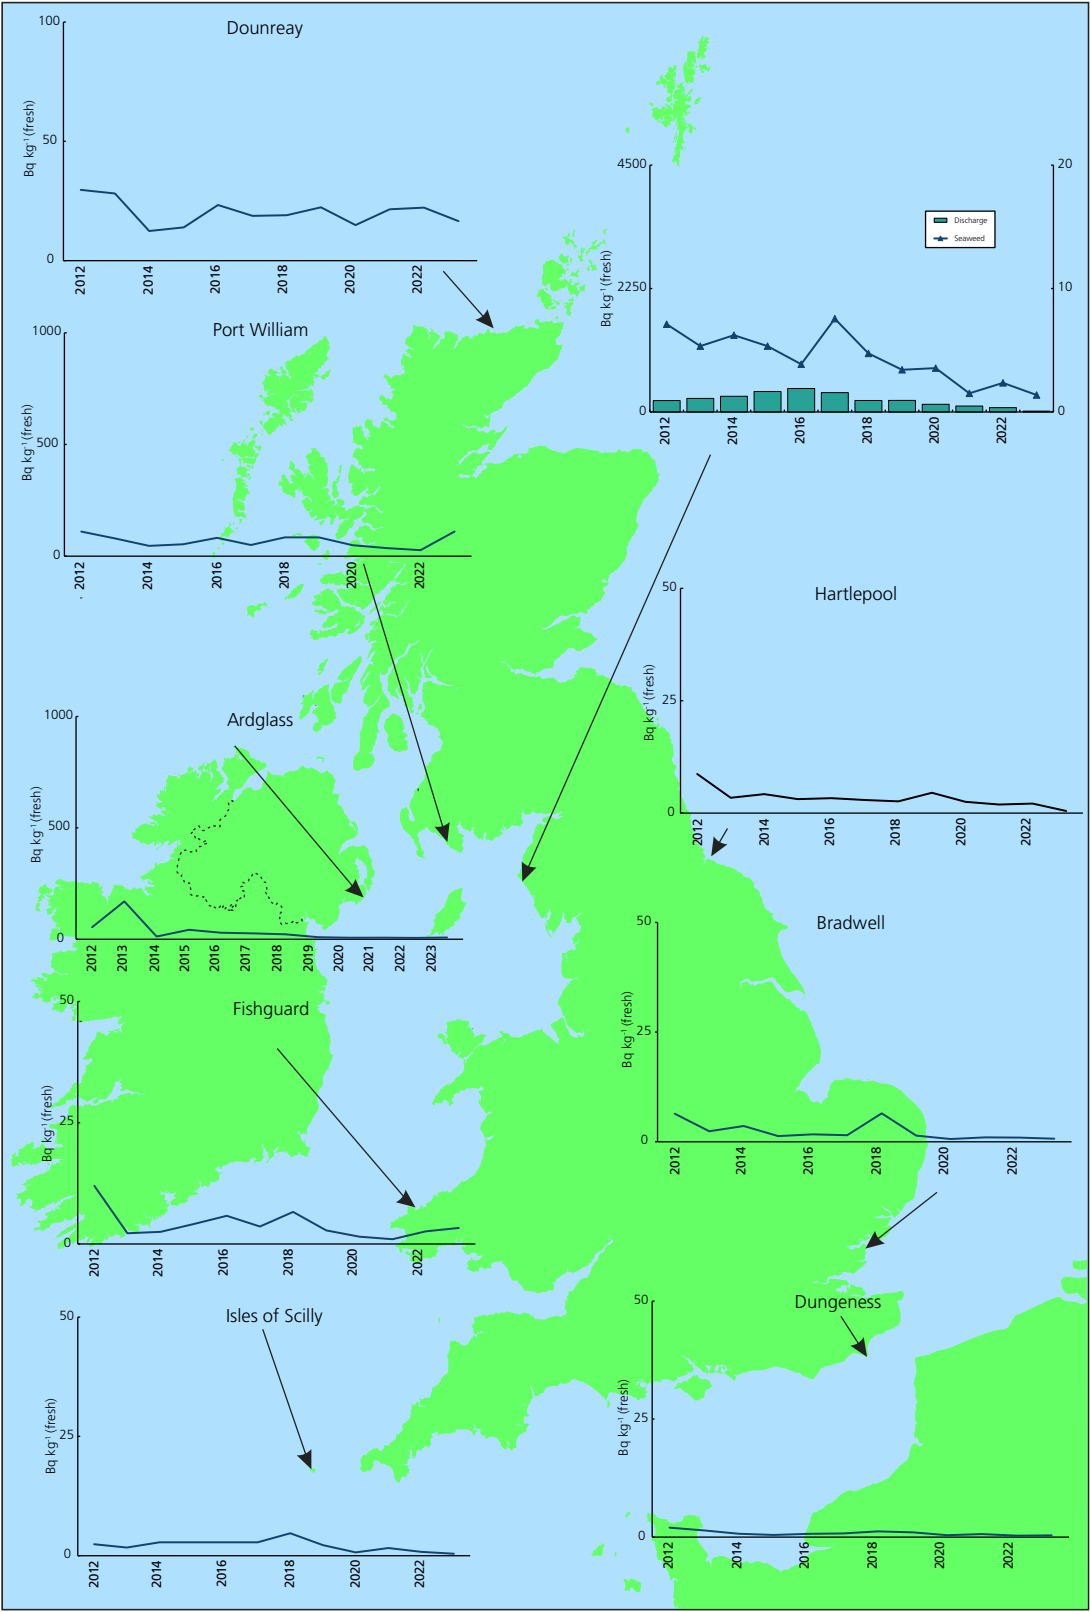 Dounreay
100
50
0
Bq kg⁻¹ (fresh)
2012 2014 2016 2018 2020 2022
4500
2250
0
20
10
0
Bq kg⁻¹ (fresh)
Discharge
Seaweed
2012 2014 2016 2018 2020 2022
Port William
1000
500
0
Bq kg⁻¹ (fresh)
2012 2014 2016 2018 2020 2022
Hartlepool
50
25
0
Bq kg⁻¹ (fresh)
2012 2014 2016 2018 2020 2022
Ardglass
1000
500
0
Bq kg⁻¹ (fresh)
2012 2013 2014 2015 2016 2017 2018 2019 2020 2021 2022 2023
Bradwell
50
25
0
Bq kg⁻¹ (fresh)
2012 2014 2016 2018 2020 2022
Fishguard
50
25
0
Bq kg⁻¹ (fresh)
2012 2014 2016 2018 2020 2022
Dungeness
50
25
0
Bq kg⁻¹ (fresh)
2012 2014 2016 2018 2020 2022
Isles of Scilly
50
25
0
Bq kg⁻¹ (fresh)
2012 2014 2016 2018 2020 2022